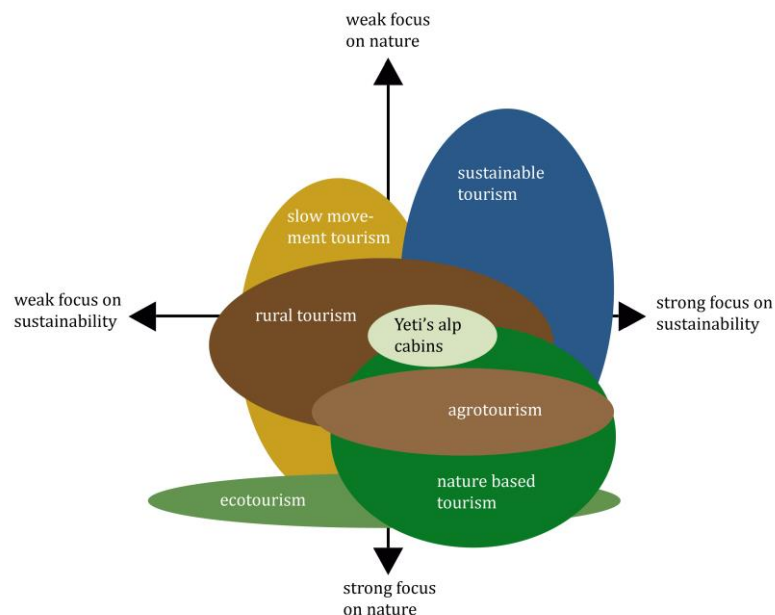 weak focus
on nature
sustainable
tourism
slow move-
ment tourism
weak focus on
sustainability
rural tourism
Yeti's alp
cabins
strong focus on
sustainability
agrotourism
ecotourism
nature based
tourism
strong focus
on nature